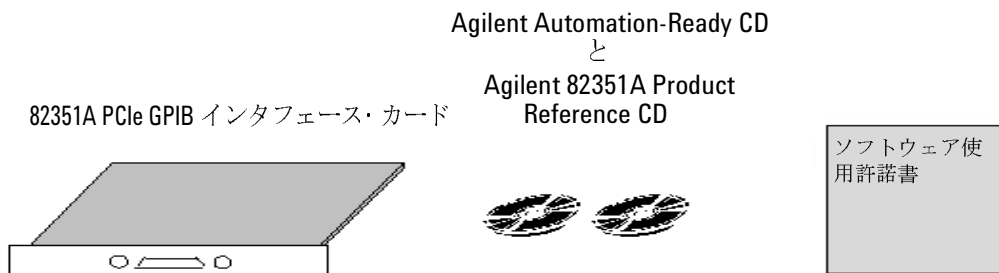 Agilent Automation-Ready CD
と
Agilent 82351A Product
Reference CD
82351A PCIe GPIB インタフェース・カード
ソフトウェア使
用許諾書